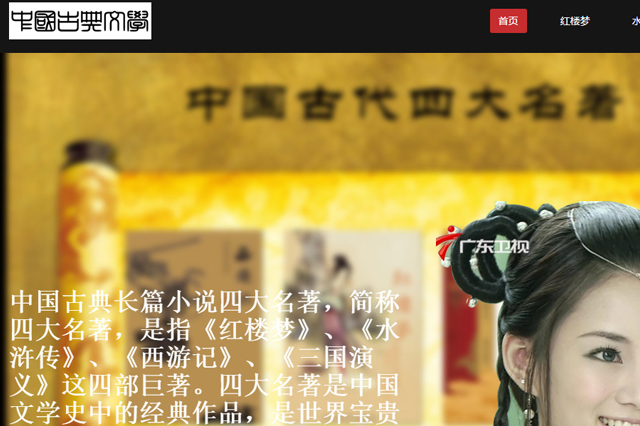 中國古典文學
首页
红楼梦
水
中国古代四大名著
广东卫视
中国古典长篇小说四大名著，简称
四大名著，是指《红楼梦》、《水
浒传》、《西游记》、《三国演
义》这四部巨著。四大名著是中国
文学史中的经典作品，是世界宝贵